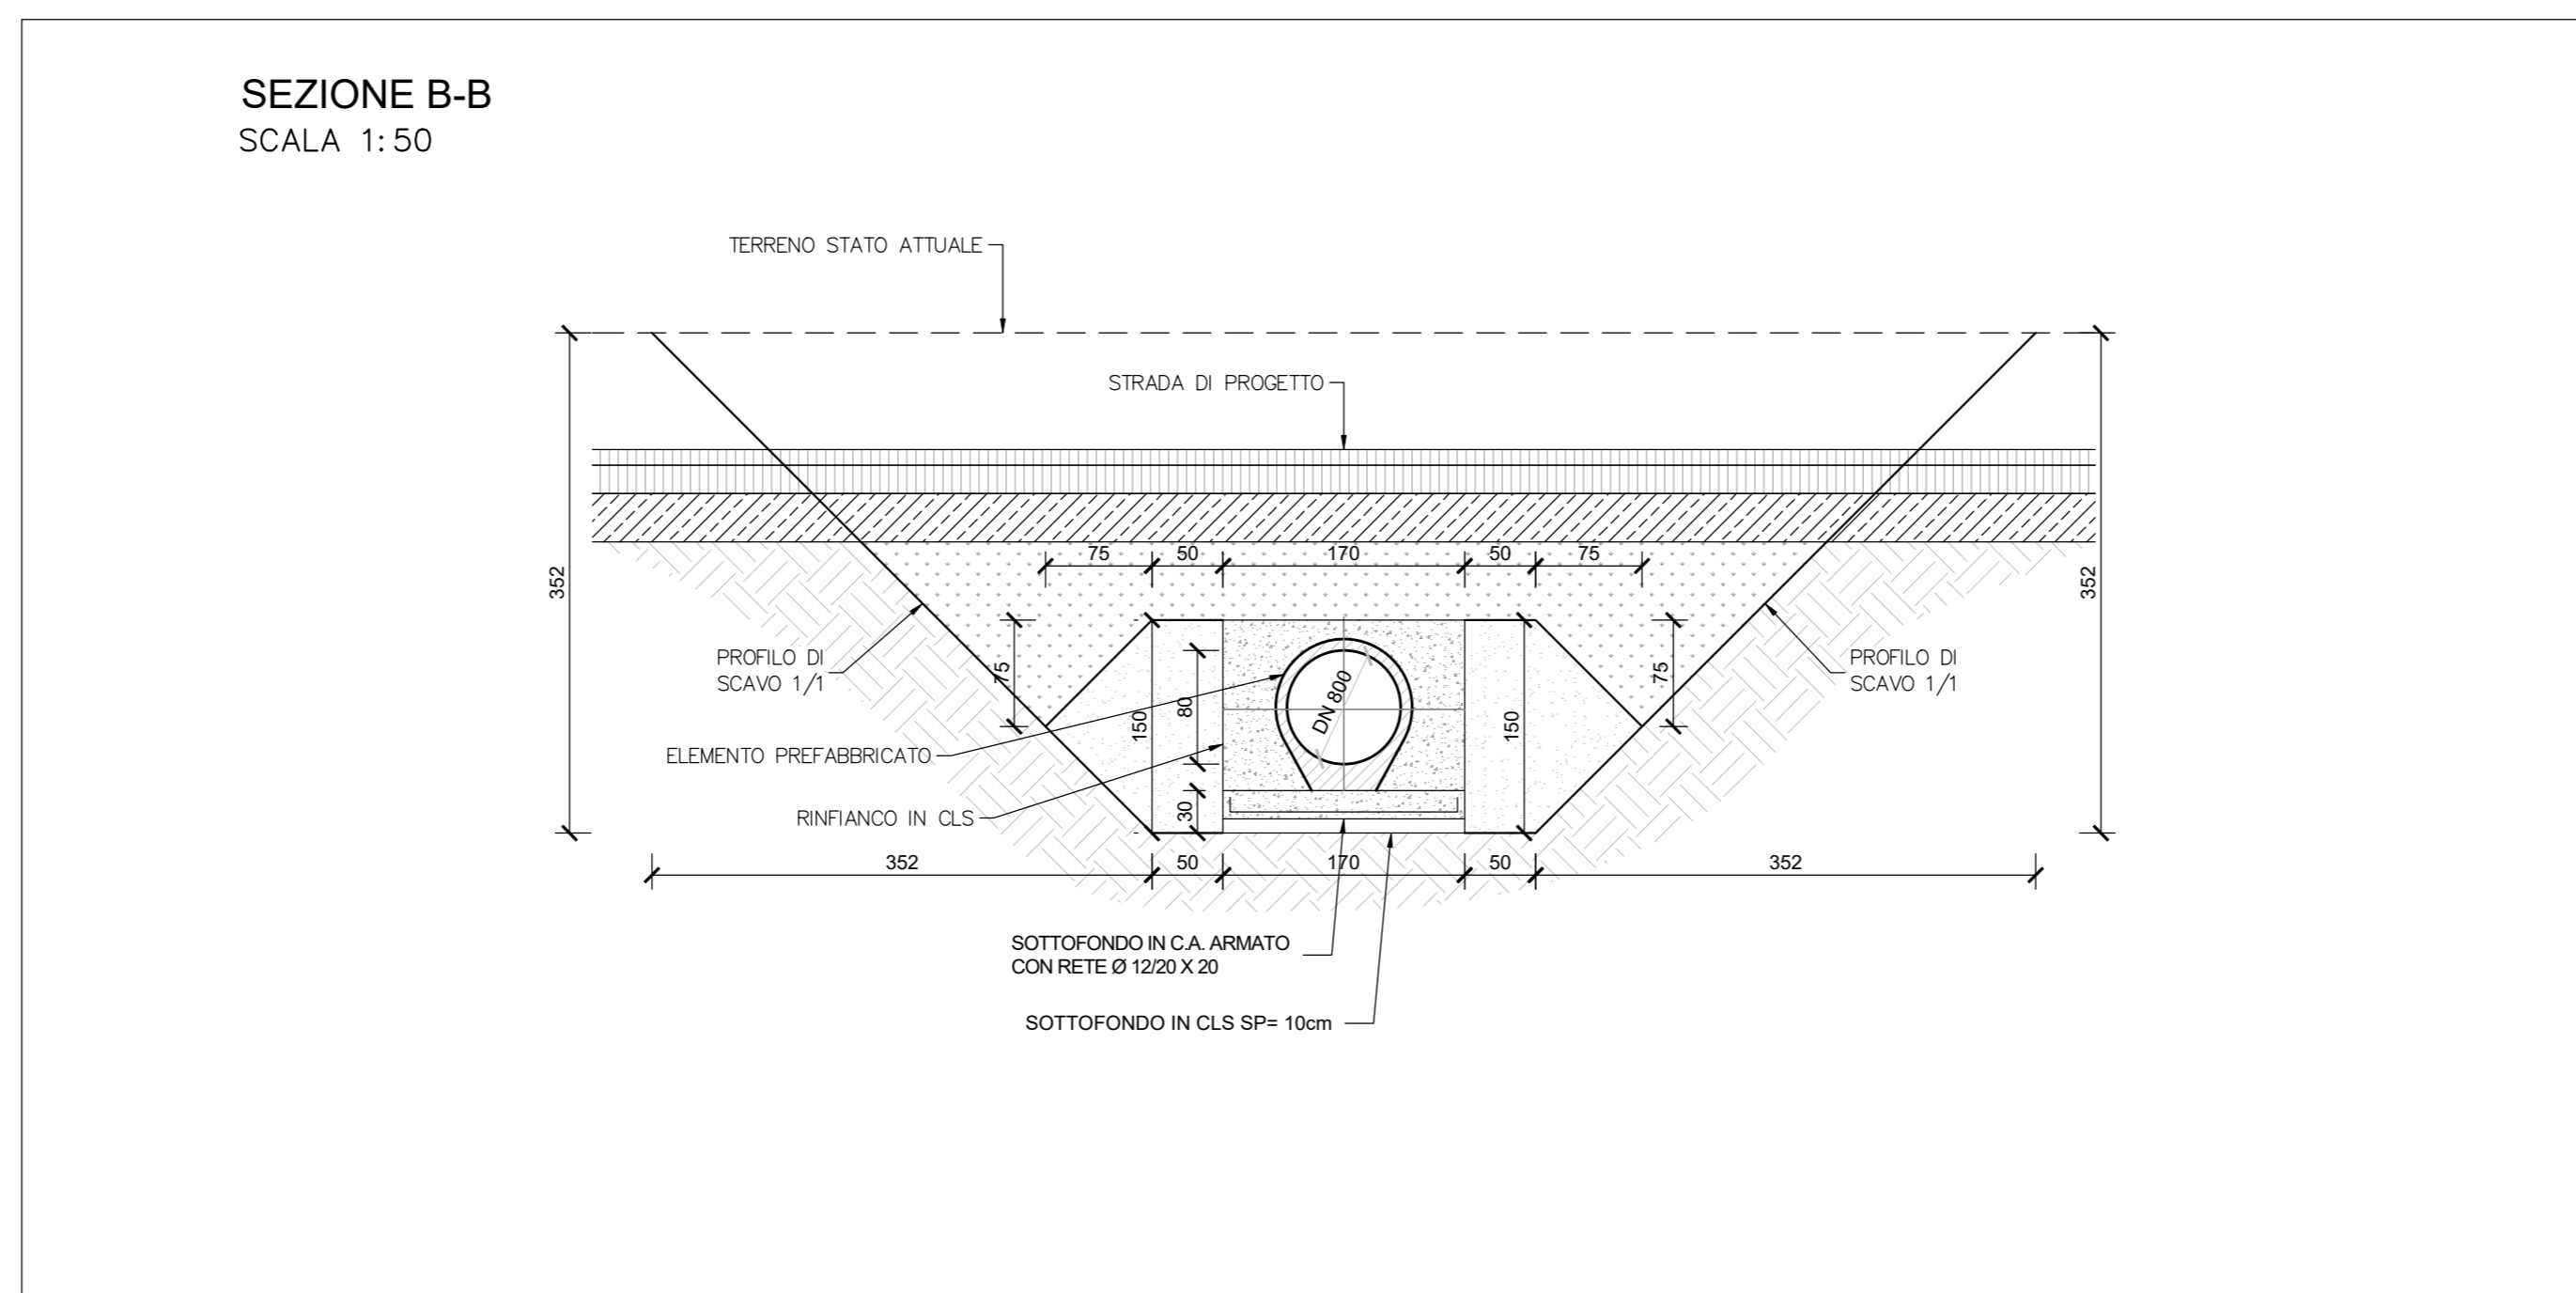 SEZIONE B-B
SCALA 1:50
TERRENO STATO ATTUALE
STRADA DI PROGETTO
75 50 170 50 75
352
352
PROFILO DI
SCAVO 1/1
75
150
80
DN 800
150
75
PROFILO DI
SCAVO 1/1
ELEMENTO PREFABBRICATO
RINFIANCO IN CLS
30
352 50 170 50 352
SOTTOFONDO IN C.A. ARMATO
CON RETE Ø 12/20 X 20
SOTTOFONDO IN CLS SP= 10cm